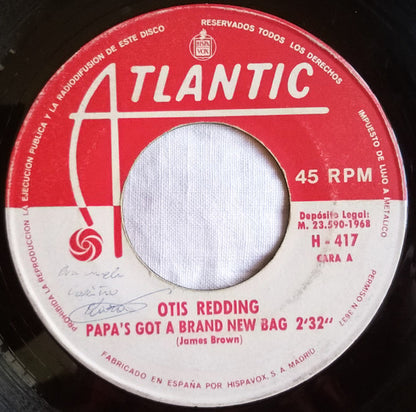 RESERVADOS TODOS LOS DERECHOS
HISPAVOX
ATLANTIC
PROHIBIDA LA REPRODUCCION LA EJECUCION PUBLICA Y LA RADIODIFUSION DE ESTE DISCO
IMPUESTO DE LUJO A METALICO
PERMISO 3637
45 RPM
Depósito Legal:
M. 23.590-1968
H - 417
CARA A
OTIS REDDING
PAPA'S GOT A BRAND NEW BAG 2'32"
(James Brown)
FABRICADO EN ESPAÑA POR HISPAVOX, S. A. MADRID